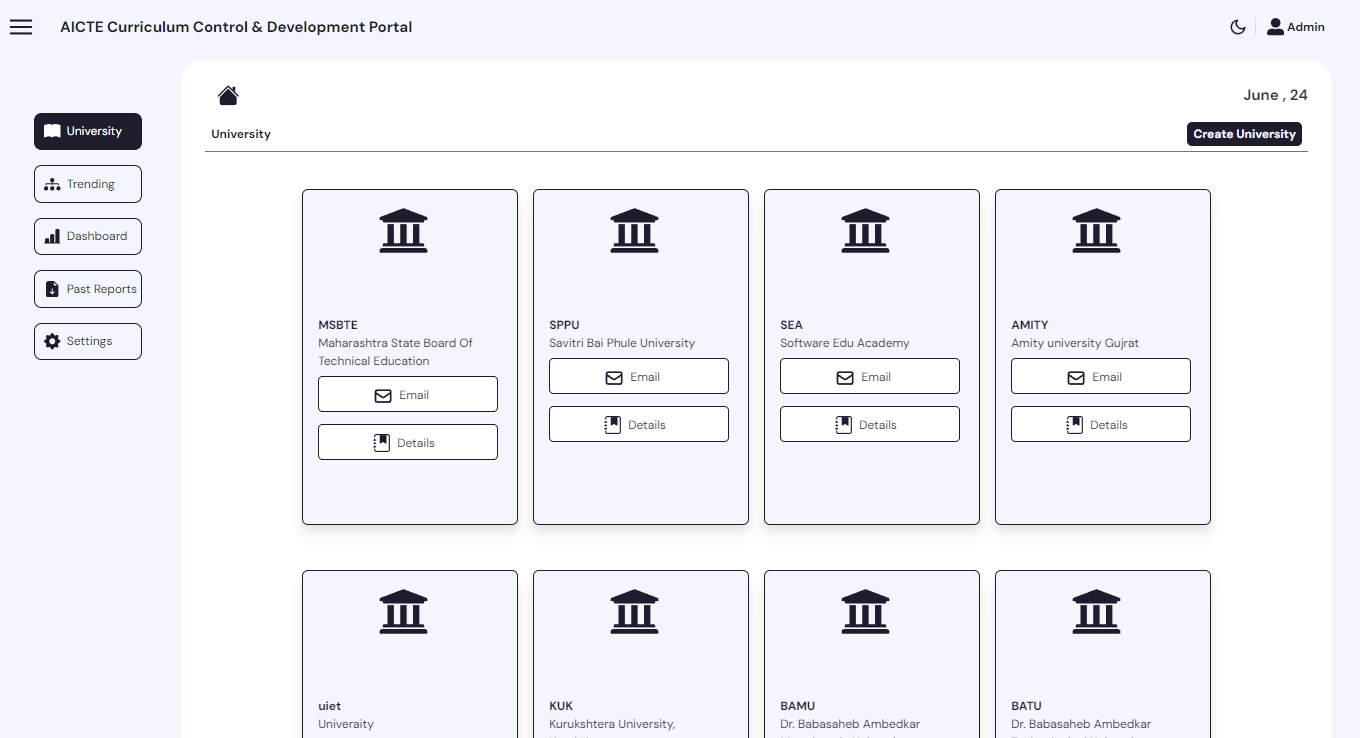 AICTE Curriculum Control & Development Portal
Admin
University
Trending
Dashboard
Past Reports
Settings
June , 24
University
Create University
MSBTE
Maharashtra State Board Of
Technical Education
Email
Details
SPPU
Savitri Bai Phule University
Email
Details
SEA
Software Edu Academy
Email
Details
AMITY
Amity university Gujrat
Email
Details
uiet
Univeraity
KUK
Kurukshtera University,
BAMU
Dr. Babasaheb Ambedkar
BATU
Dr. Babasaheb Ambedkar